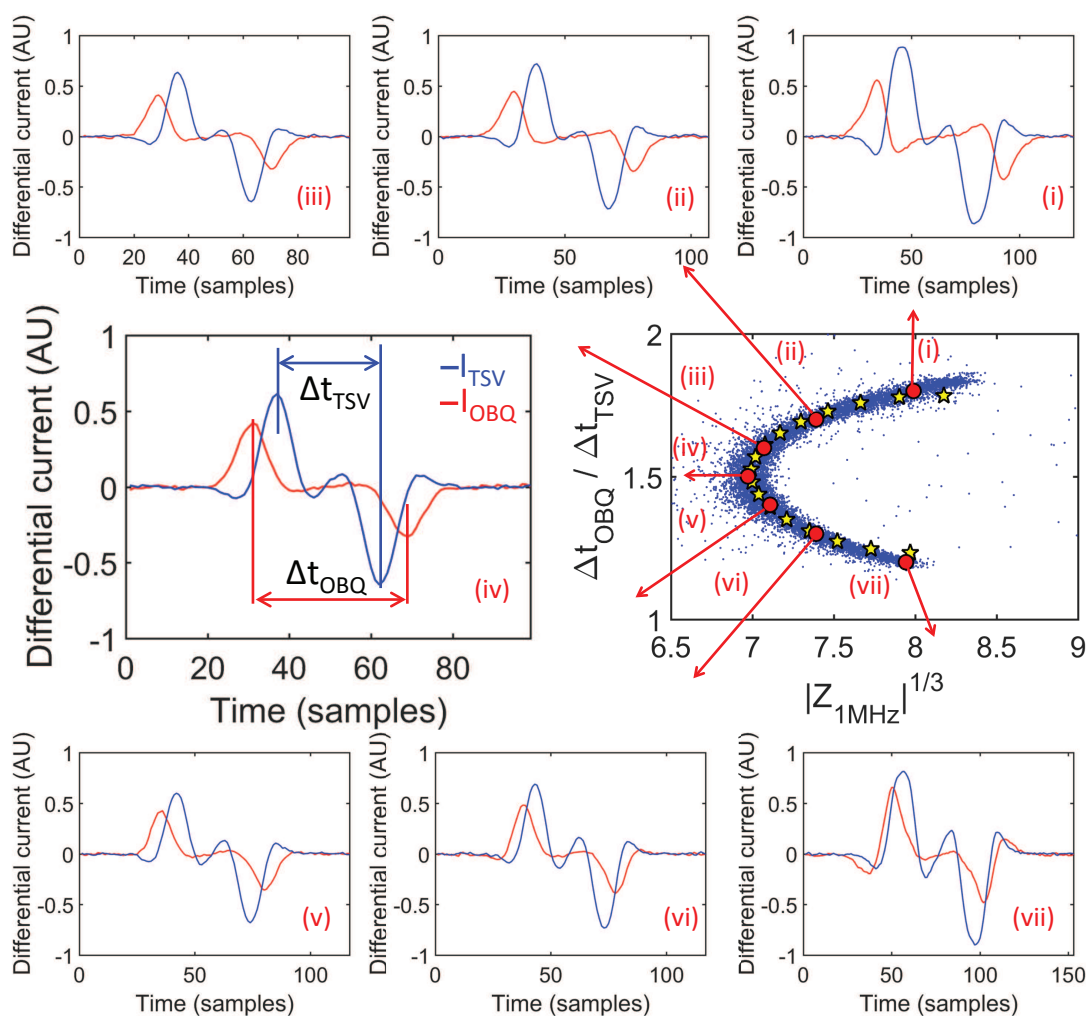 Differential current (AU)
1
0.5
0
-0.5
-1
0 20 40 60 80
Time (samples)
(iii)
Differential current (AU)
1
0.5
0
-0.5
-1
0 50 100
Time (samples)
(ii)
Differential current (AU)
1
0.5
0
-0.5
-1
0 50 100
Time (samples)
(i)
Differential current (AU)
1
0.5
0
-0.5
-1
0 20 40 60 80
Time (samples)
ΔtTSV
ΔtOBQ
ITSV
IOBQ
(iv)
ΔtOBQ / ΔtTSV
2
1.5
1
6.5 7 7.5 8 8.5 9
|Z1MHz|1/3
(i)
(ii)
(iii)
(iv)
(v)
(vi)
(vii)
Differential current (AU)
1
0.5
0
-0.5
-1
0 50 100
Time (samples)
(v)
Differential current (AU)
1
0.5
0
-0.5
-1
0 50 100
Time (samples)
(vi)
Differential current (AU)
1
0.5
0
-0.5
-1
0 50 100 150
Time (samples)
(vii)